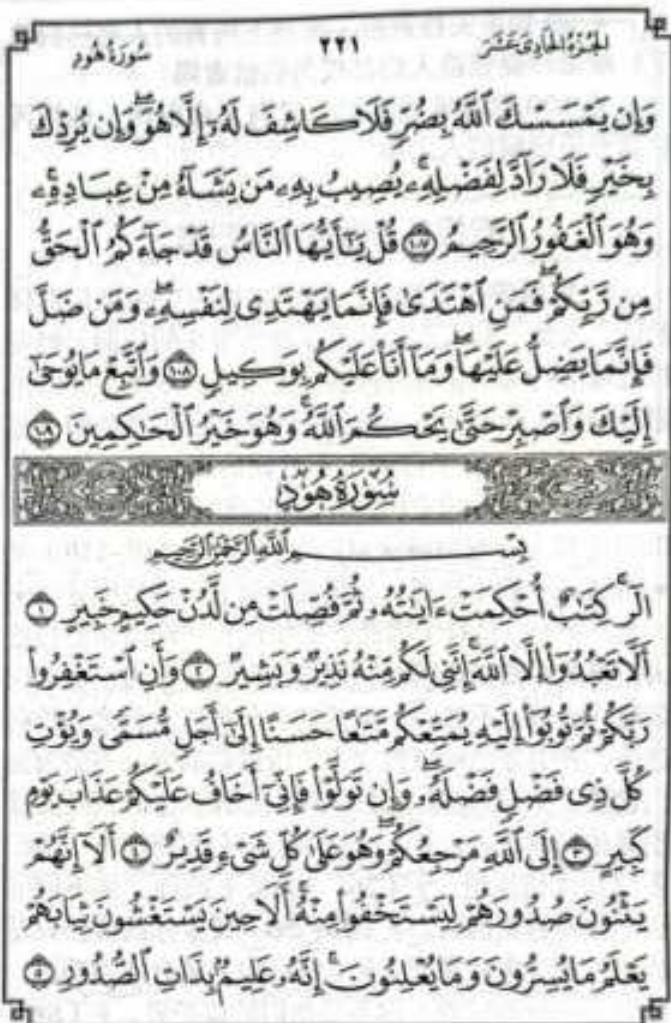 الجزء الحادي عشر ٢٢١ سورة هود
وَإِن يَمْسَسْكَ ٱللَّهُ بِضُرٍّ فَلَا كَاشِفَ لَهُۥٓ إِلَّا هُوَۖ وَإِن يُرِدْكَ
بِخَيْرٍ فَلَا رَآدَّ لِفَضْلِهِۦۚ يُصِيبُ بِهِۦ مَن يَشَآءُ مِنْ عِبَادِهِۦۚ
وَهُوَ ٱلْغَفُورُ ٱلرَّحِيمُ ١٠٧ قُلْ يَٰٓأَيُّهَا ٱلنَّاسُ قَدْ جَآءَكُمُ ٱلْحَقُّ
مِن رَّبِّكُمْۖ فَمَنِ ٱهْتَدَىٰ فَإِنَّمَا يَهْتَدِى لِنَفْسِهِۦۖ وَمَن ضَلَّ
فَإِنَّمَا يَضِلُّ عَلَيْهَاۖ وَمَآ أَنَا۠ عَلَيْكُم بِوَكِيلٍ ١٠٨ وَٱتَّبِعْ مَا يُوحَىٰٓ
إِلَيْكَ وَٱصْبِرْ حَتَّىٰ يَحْكُمَ ٱللَّهُۚ وَهُوَ خَيْرُ ٱلْحَٰكِمِينَ ١٠٩
سُورَةُ هُودٍ
بِسْمِ ٱللَّهِ ٱلرَّحْمَٰنِ ٱلرَّحِيمِ
الٓرۚ كِتَٰبٌ أُحْكِمَتْ ءَايَٰتُهُۥ ثُمَّ فُصِّلَتْ مِن لَّدُنْ حَكِيمٍ خَبِيرٍ ١
أَلَّا تَعْبُدُوٓا۟ إِلَّا ٱللَّهَۚ إِنَّنِى لَكُم مِّنْهُ نَذِيرٌ وَبَشِيرٌ ٢ وَأَنِ ٱسْتَغْفِرُوا۟
رَبَّكُمْ ثُمَّ تُوبُوٓا۟ إِلَيْهِ يُمَتِّعْكُم مَّتَٰعًا حَسَنًا إِلَىٰٓ أَجَلٍ مُّسَمًّى وَيُؤْتِ
كُلَّ ذِى فَضْلٍ فَضْلَهُۥۖ وَإِن تَوَلَّوْا۟ فَإِنِّىٓ أَخَافُ عَلَيْكُمْ عَذَابَ يَوْمٍ
كَبِيرٍ ٣ إِلَى ٱللَّهِ مَرْجِعُكُمْۖ وَهُوَ عَلَىٰ كُلِّ شَىْءٍ قَدِيرٌ ٤ أَلَآ إِنَّهُمْ
يَثْنُونَ صُدُورَهُمْ لِيَسْتَخْفُوا۟ مِنْهُۚ أَلَا حِينَ يَسْتَغْشُونَ ثِيَابَهُمْ
يَعْلَمُ مَا يُسِرُّونَ وَمَا يُعْلِنُونَۚ إِنَّهُۥ عَلِيمٌۢ بِذَاتِ ٱلصُّدُورِ ٥